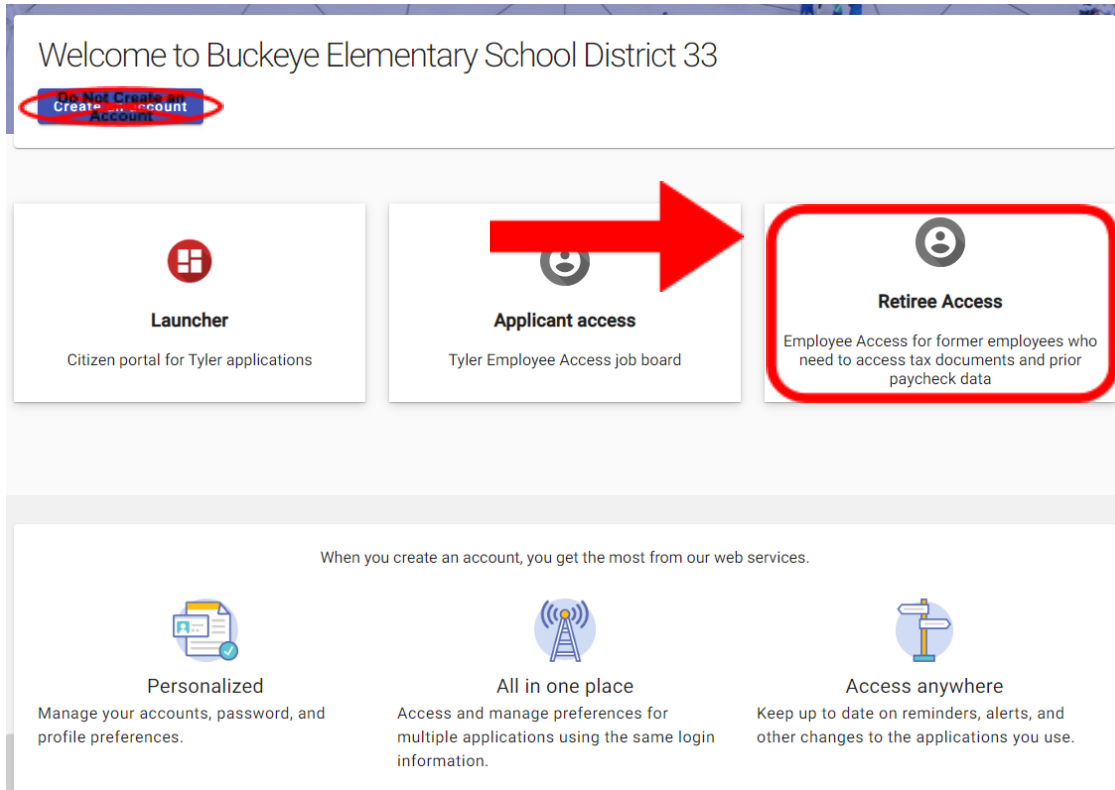 Welcome to Buckeye Elementary School District 33
Do Not Create an
Create an Account
Account
Launcher
Citizen portal for Tyler applications
Applicant access
Tyler Employee Access job board
Retiree Access
Employee Access for former employees who
need to access tax documents and prior
paycheck data
When you create an account, you get the most from our web services.
Personalized
Manage your accounts, password, and
profile preferences.
All in one place
Access and manage preferences for
multiple applications using the same login
information.
Access anywhere
Keep up to date on reminders, alerts, and
other changes to the applications you use.